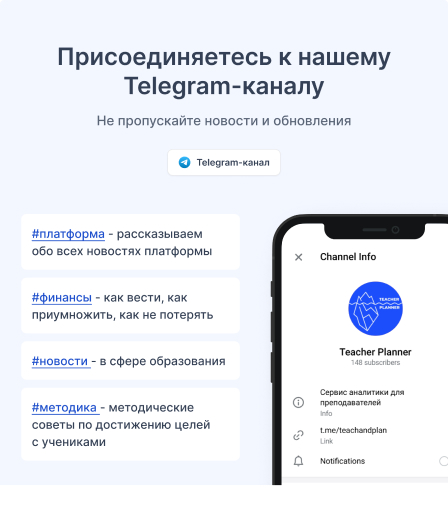 Присоединяетесь к нашему
Telegram-каналу
Не пропускайте новости и обновления
Telegram-канал
#платформа - рассказываем
обо всех новостях платформы
#финансы - как вести, как
приумножить, как не потерять
#новости - в сфере образования
#методика - методические
советы по достижению целей
с учениками
Channel Info
TEACHER
PLANNER
Teacher Planner
148 subscribers
Сервис аналитики для
преподавателей
Info
t.me/teachandplan
Link
Notifications